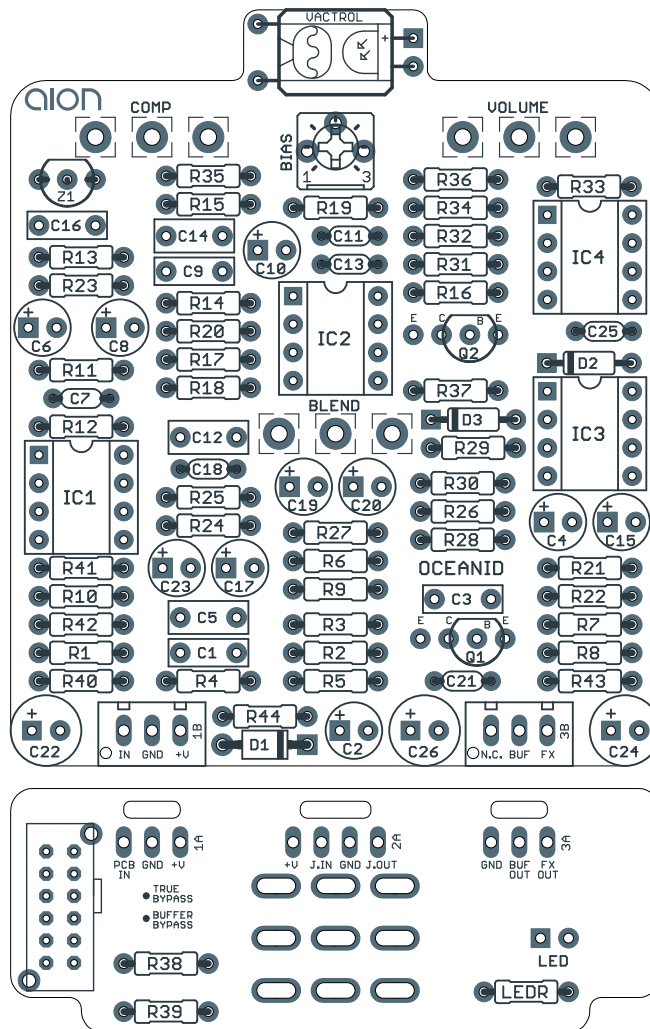 VACTROL
+
aion
COMP
VOLUME
BIAS
1 3
Z1
R35
R36
R33
R15
R34
R19
C16
C14
C11
R32
IC4
R13
C9
C10
C13
R31
R23
R16
+
C6
+
C8
R14
IC2
E C B E
Q2
C25
R20
R17
D2
R11
R18
R37
C7
BLEND
D3
IC3
R12
C12
R29
IC1
C18
+
C19
+
C20
R30
R25
R26
+
C4
+
C15
R24
R27
R28
R41
+
C23
+
C17
R6
OCEANID
R21
R10
R9
C3
R22
R42
C5
R3
E C B E
Q1
R7
R1
C1
R2
R8
R40
R4
R5
C21
R43
+
C22
IN GND +V
1B
R44
D1
+
C2
+
C26
N.C. BUF FX
3B
+
C24
PCB IN
GND
+V
1A
+V
J.IN
GND
J.OUT
2A
GND
BUF OUT
FX OUT
3A
TRUE
BYPASS
BUFFER
BYPASS
R38
LED
LEDR
R39